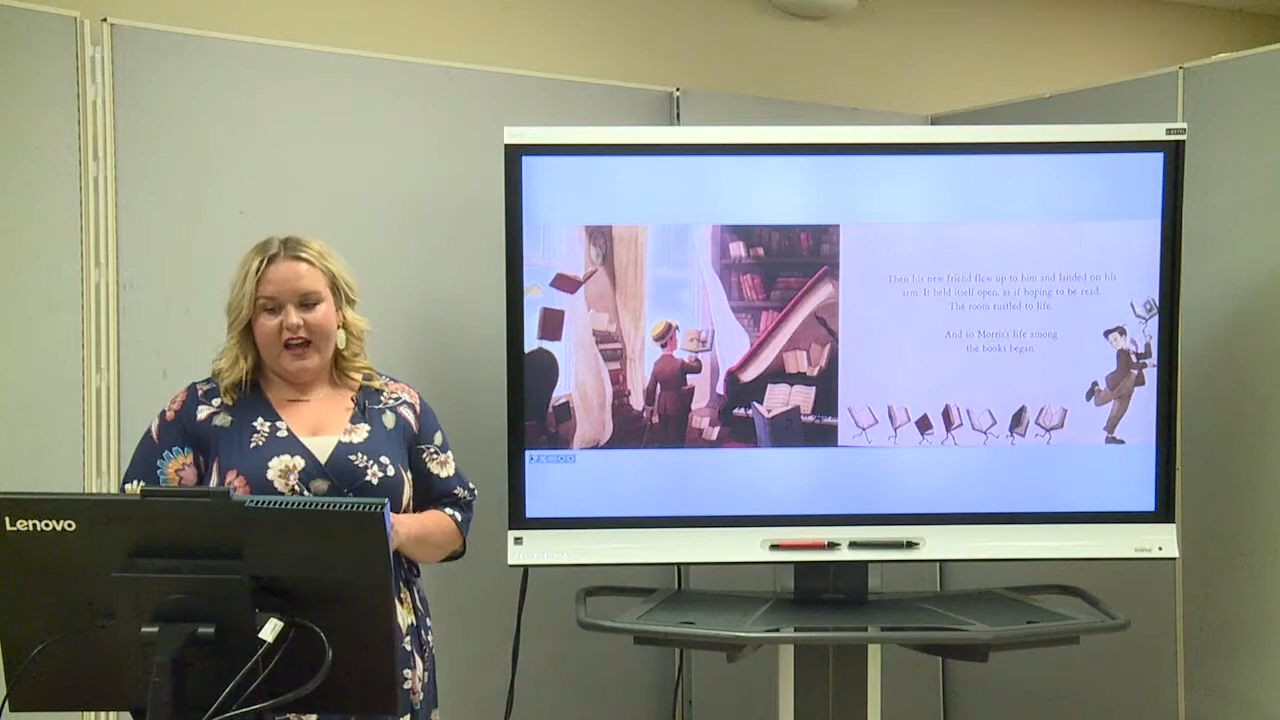 Then his new friend flew up to him and landed on his
arm. It held itself open, as if hoping to be read.
The room rustled to life.
And so Morris's life among
the books began.
Lenovo